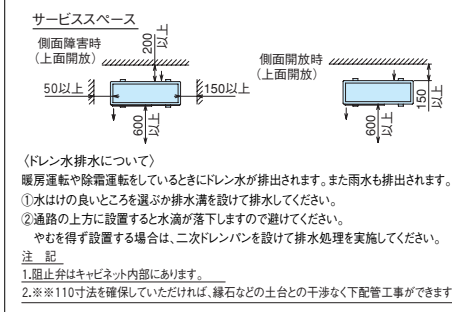 サービススペース
側面障害時
（上面開放）
200以上
50以上
150以上
600以上
側面開放時
（上面開放）
150以上
600以上
〈ドレン水排水について〉
暖房運転や除霜運転をしているときにドレン水が排出されます。また雨水も排出されます。
①水はけの良いところを選ぶか排水溝を設けて排水してください。
②通路の上方に設置すると水滴が落下しますので避けてください。
やむを得ず設置する場合は、二次ドレンパンを設けて排水処理を実施してください。
注　記
1.阻止弁はキャビネット内部にあります。
2.※※110寸法を確保していただければ、縁石などの土台との干渉なく下配管工事ができます